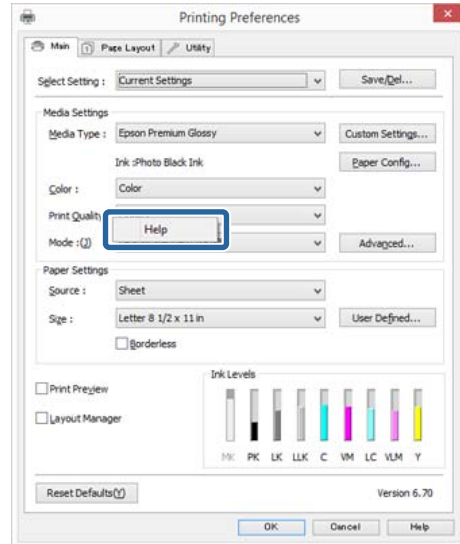 Printing Preferences
Main Page Layout Utility
Select Setting : Current Settings Save/Del...
Media Settings
Media Type : Epson Premium Glossy Custom Settings...
Ink :Photo Black Ink Paper Config...
Color : Color
Print Quality
Help
Mode :(J) Advanced...
Paper Settings
Source : Sheet
Size : Letter 8 1/2 x 11 in User Defined...
Borderless
Ink Levels
Print Preview
Layout Manager
MK PK LK LLK C VM LC VLM Y
Reset Defaults(Y) Version 6.70
OK Cancel Help